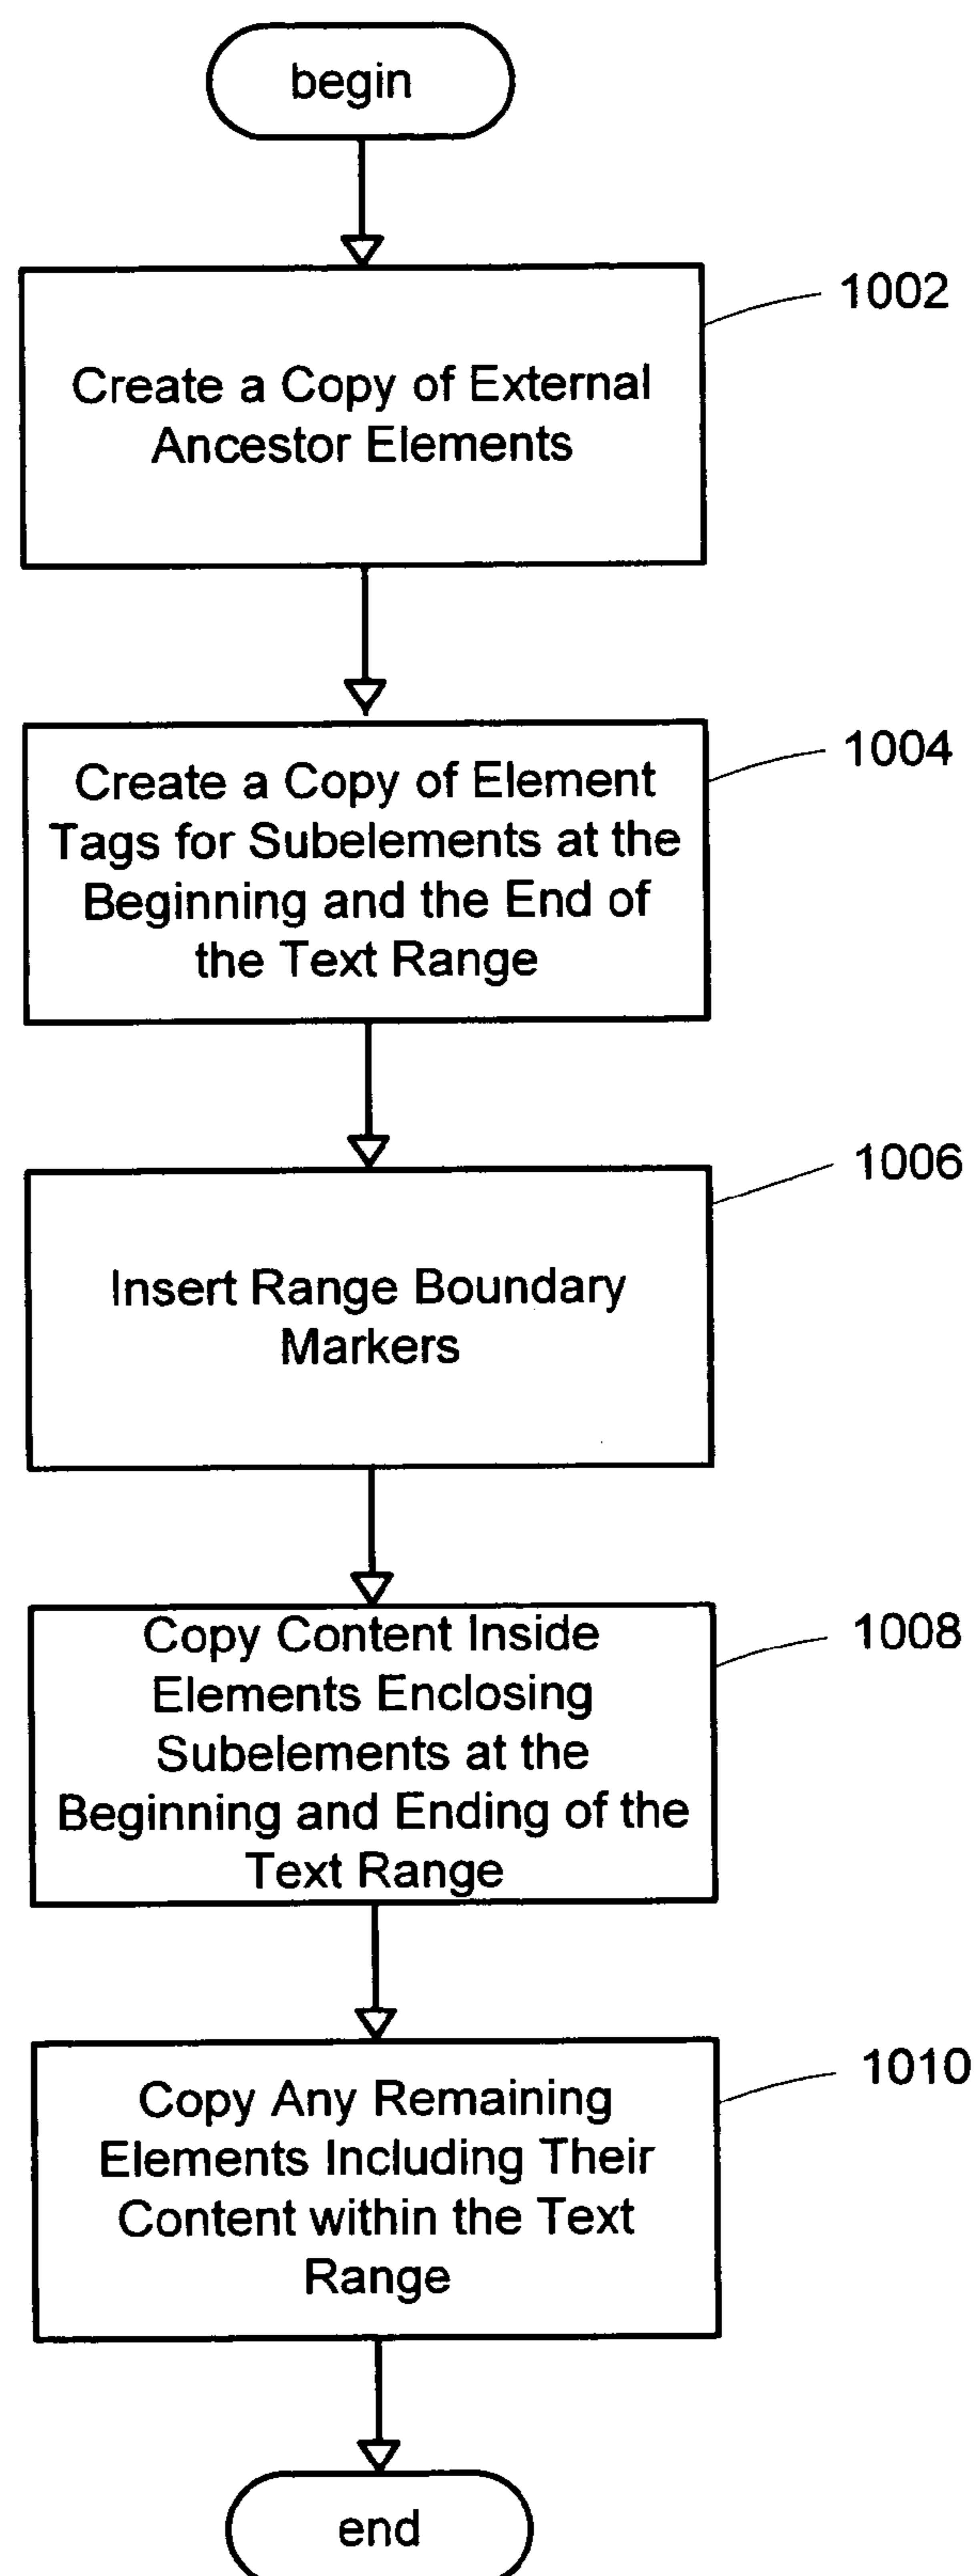 begin
1002
Create a Copy of External
Ancestor Elements
1004
Create a Copy of Element
Tags for Subelements at the
Beginning and the End of
the Text Range
1006
Insert Range Boundary
Markers
1008
Copy Content Inside
Elements Enclosing
Subelements at the
Beginning and Ending of the
Text Range
1010
Copy Any Remaining
Elements Including Their
Content within the Text
Range
end